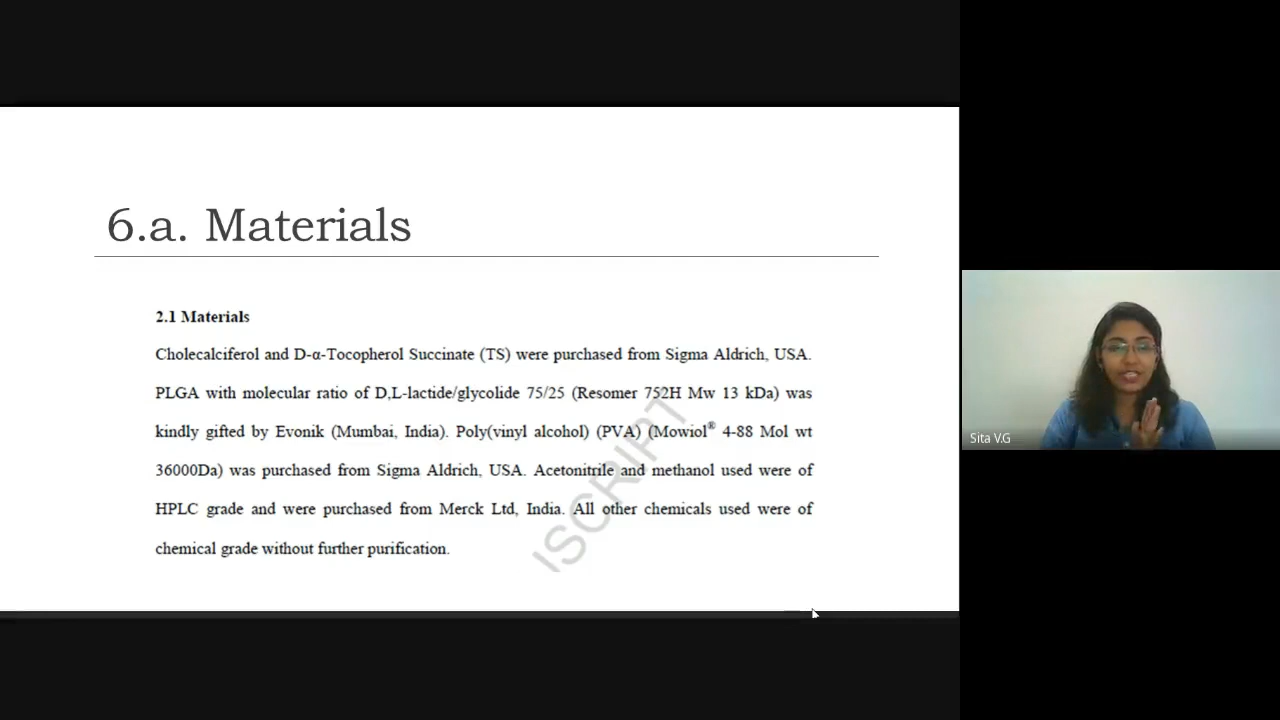 6.a. Materials
2.1 Materials
Cholecalciferol and D-α-Tocopherol Succinate (TS) were purchased from Sigma Aldrich, USA.
PLGA with molecular ratio of D,L-lactide/glycolide 75/25 (Resomer 752H Mw 13 kDa) was
kindly gifted by Evonik (Mumbai, India). Poly(vinyl alcohol) (PVA) (Mowiol® 4-88 Mol wt
36000Da) was purchased from Sigma Aldrich, USA. Acetonitrile and methanol used were of
HPLC grade and were purchased from Merck Ltd, India. All other chemicals used were of
chemical grade without further purification.
ISCRIPT
Sita V.G